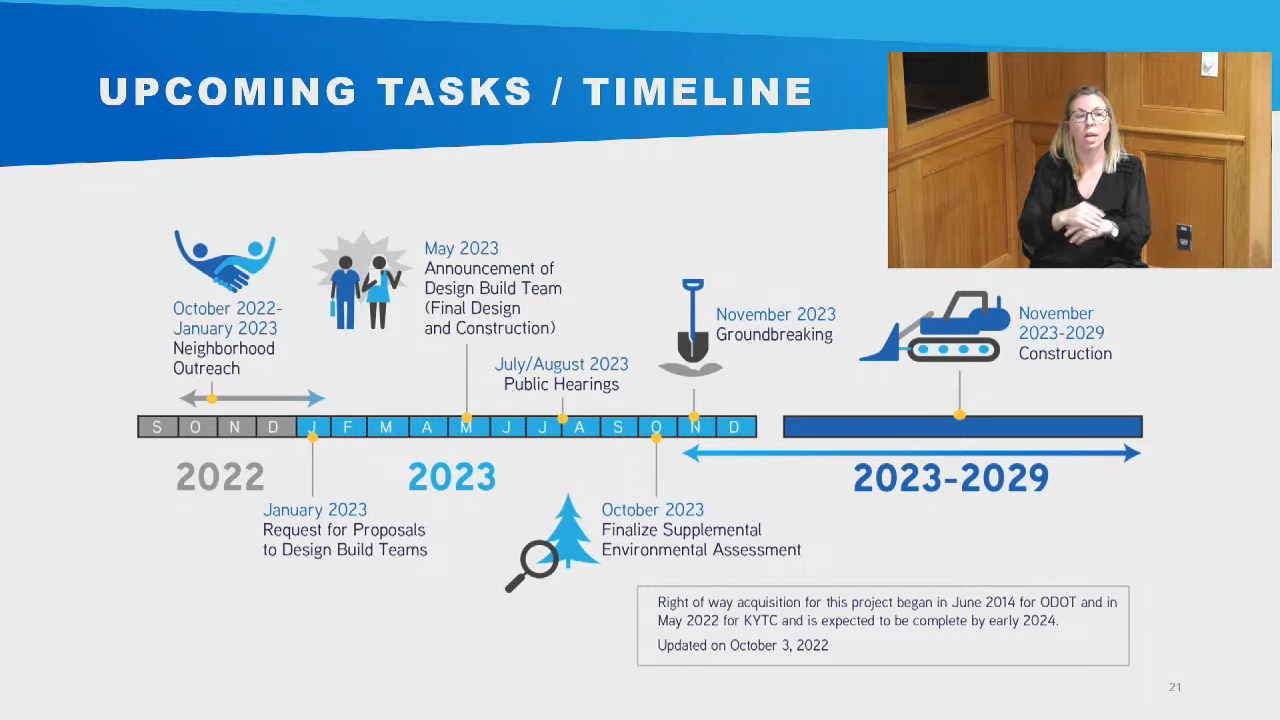 UPCOMING TASKS / TIMELINE
October 2022-
January 2023
Neighborhood
Outreach
May 2023
Announcement of
Design Build Team
(Final Design
and Construction)
July/August 2023
Public Hearings
November 2023
Groundbreaking
November
2023-2029
Construction
S O N D J F M A M J J A S O N D
2022
2023
2023-2029
January 2023
Request for Proposals
to Design Build Teams
October 2023
Finalize Supplemental
Environmental Assessment
Right of way acquisition for this project began in June 2014 for ODOT and in
May 2022 for KYTC and is expected to be complete by early 2024.
Updated on October 3, 2022
21